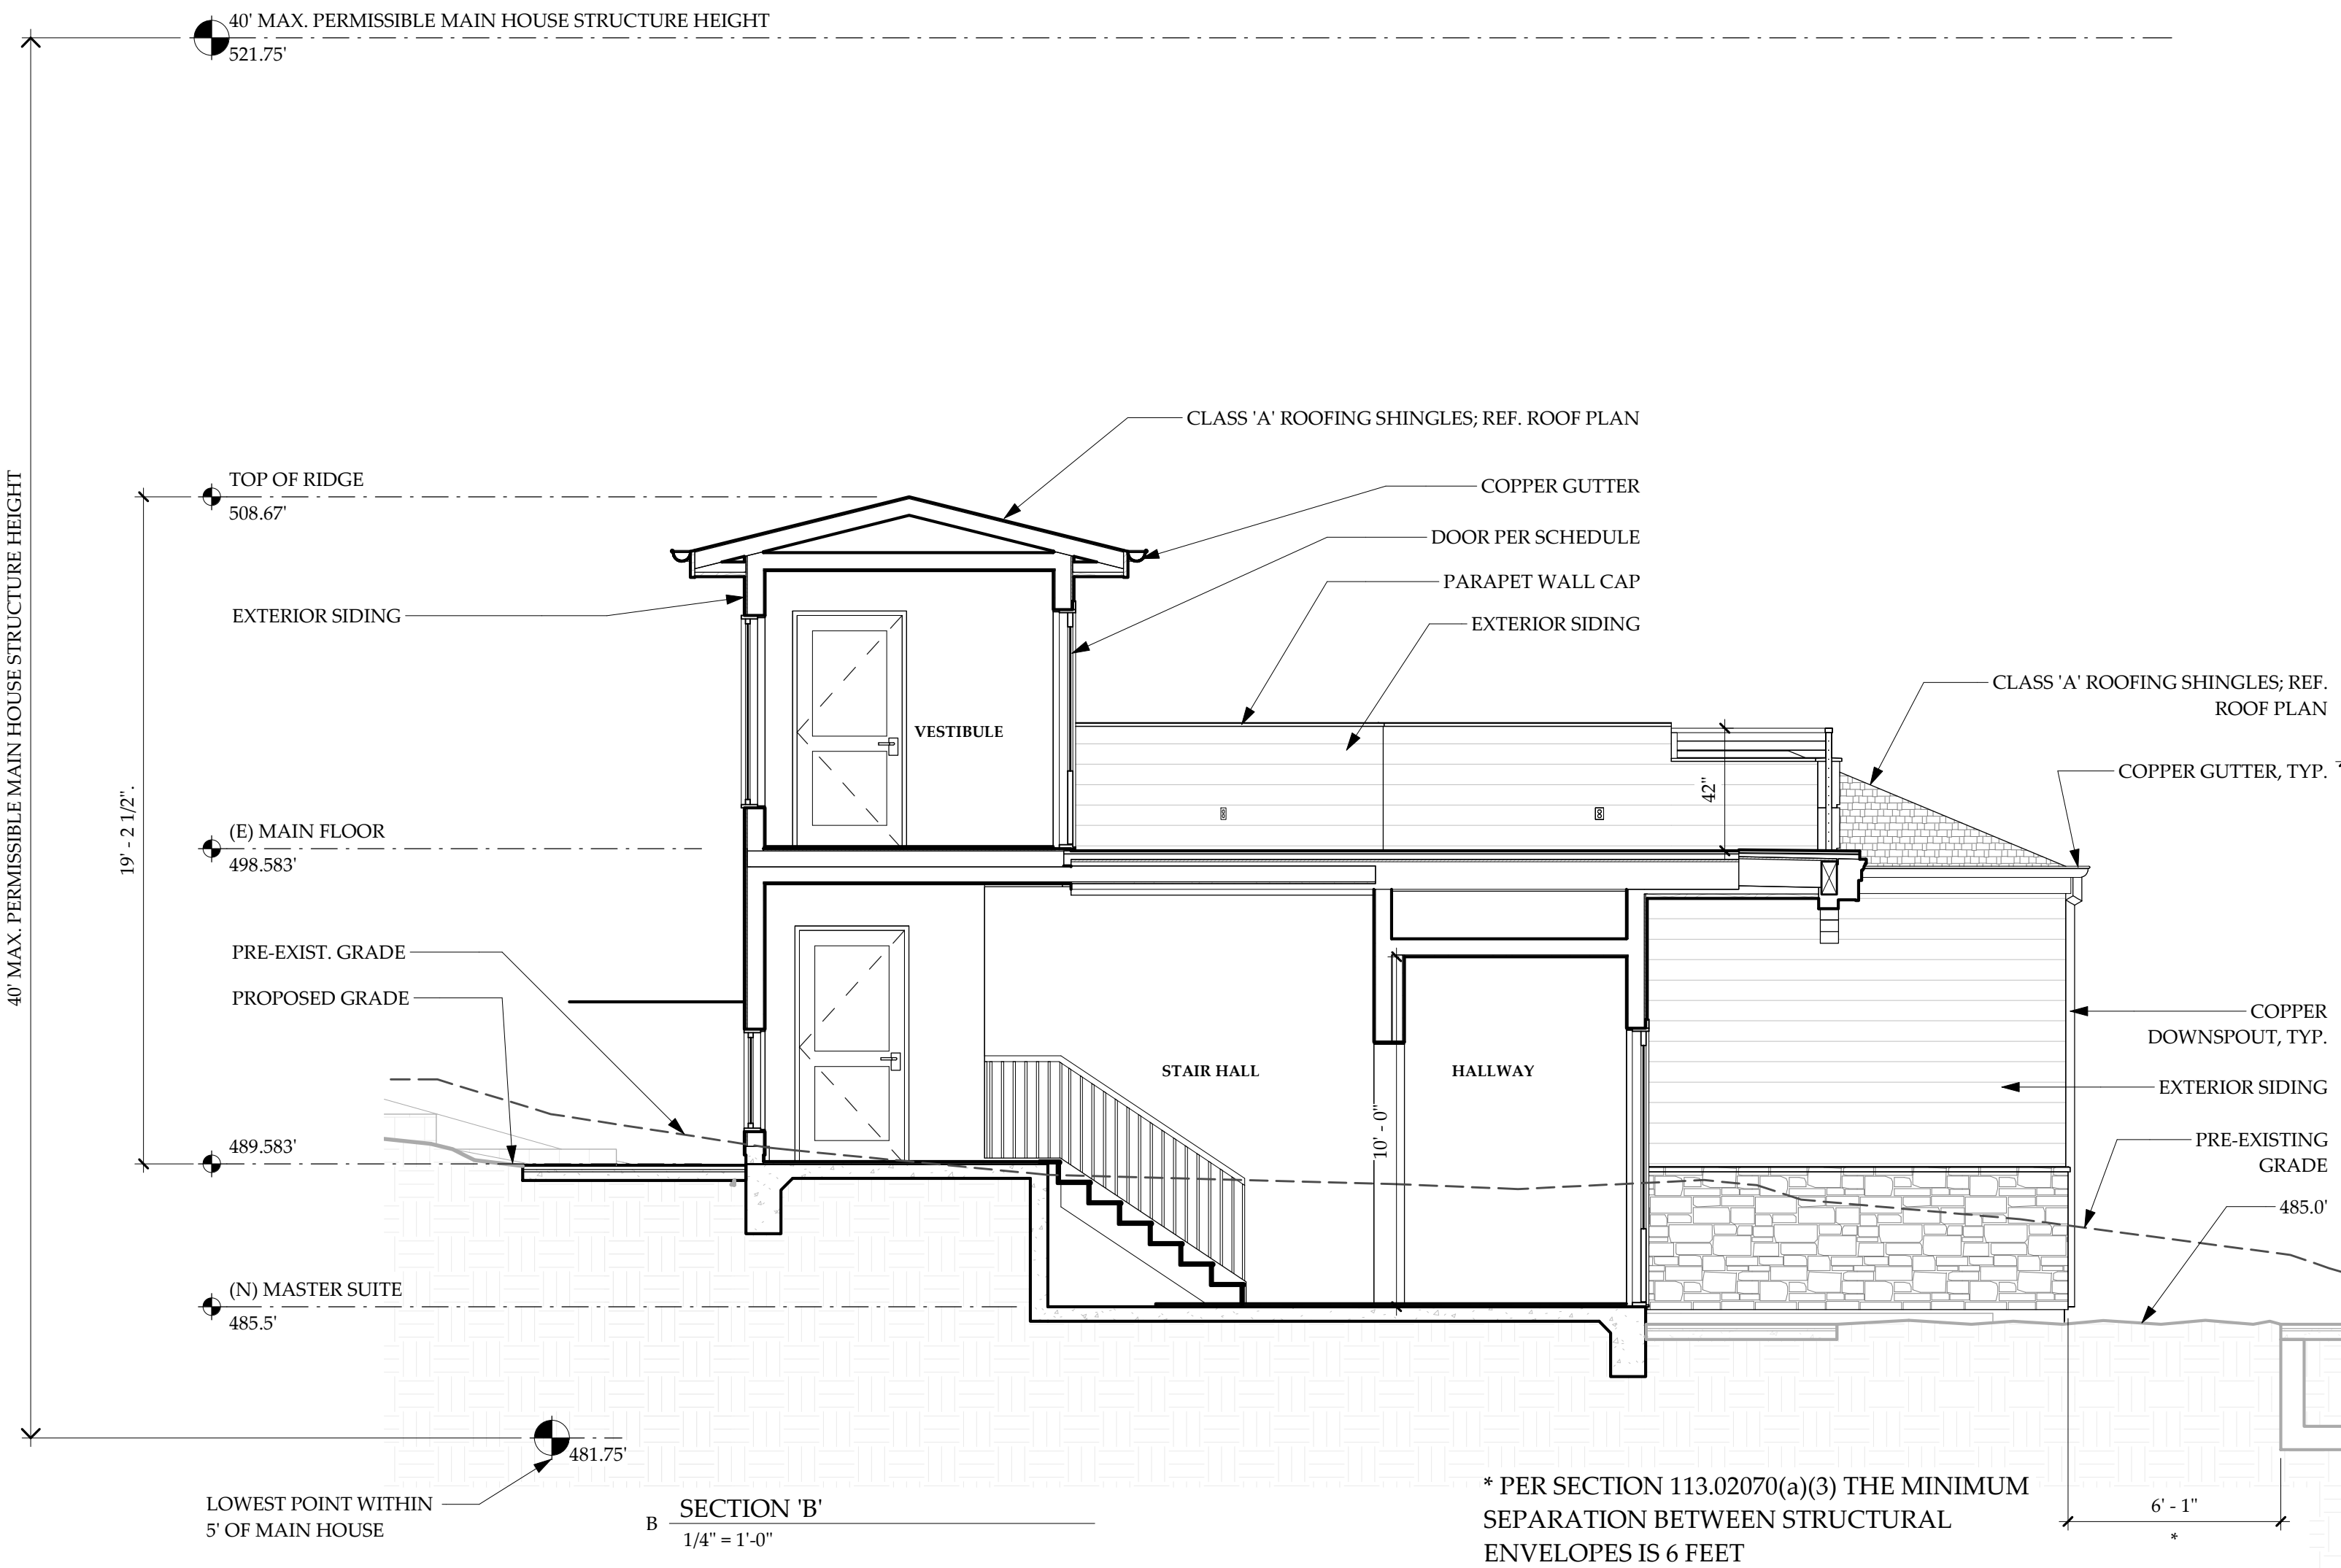 40' MAX. PERMISSIBLE MAIN HOUSE STRUCTURE HEIGHT
521.75'
40' MAX. PERMISSIBLE MAIN HOUSE STRUCTURE HEIGHT
CLASS 'A' ROOFING SHINGLES; REF. ROOF PLAN
TOP OF RIDGE
508.67'
COPPER GUTTER
DOOR PER SCHEDULE
PARAPET WALL CAP
EXTERIOR SIDING
EXTERIOR SIDING
CLASS 'A' ROOFING SHINGLES; REF.
ROOF PLAN
VESTIBULE
COPPER GUTTER, TYP.
42"
19' - 2 1/2".
(E) MAIN FLOOR
498.583'
PRE-EXIST. GRADE
PROPOSED GRADE
COPPER
DOWNSPOUT, TYP.
STAIR HALL
HALLWAY
EXTERIOR SIDING
10' - 0"
489.583'
PRE-EXISTING
GRADE
485.0'
(N) MASTER SUITE
485.5'
481.75'
LOWEST POINT WITHIN
5' OF MAIN HOUSE
B
SECTION 'B'
1/4" = 1'-0"
* PER SECTION 113.02070(a)(3) THE MINIMUM
SEPARATION BETWEEN STRUCTURAL
ENVELOPES IS 6 FEET
6' - 1"
*